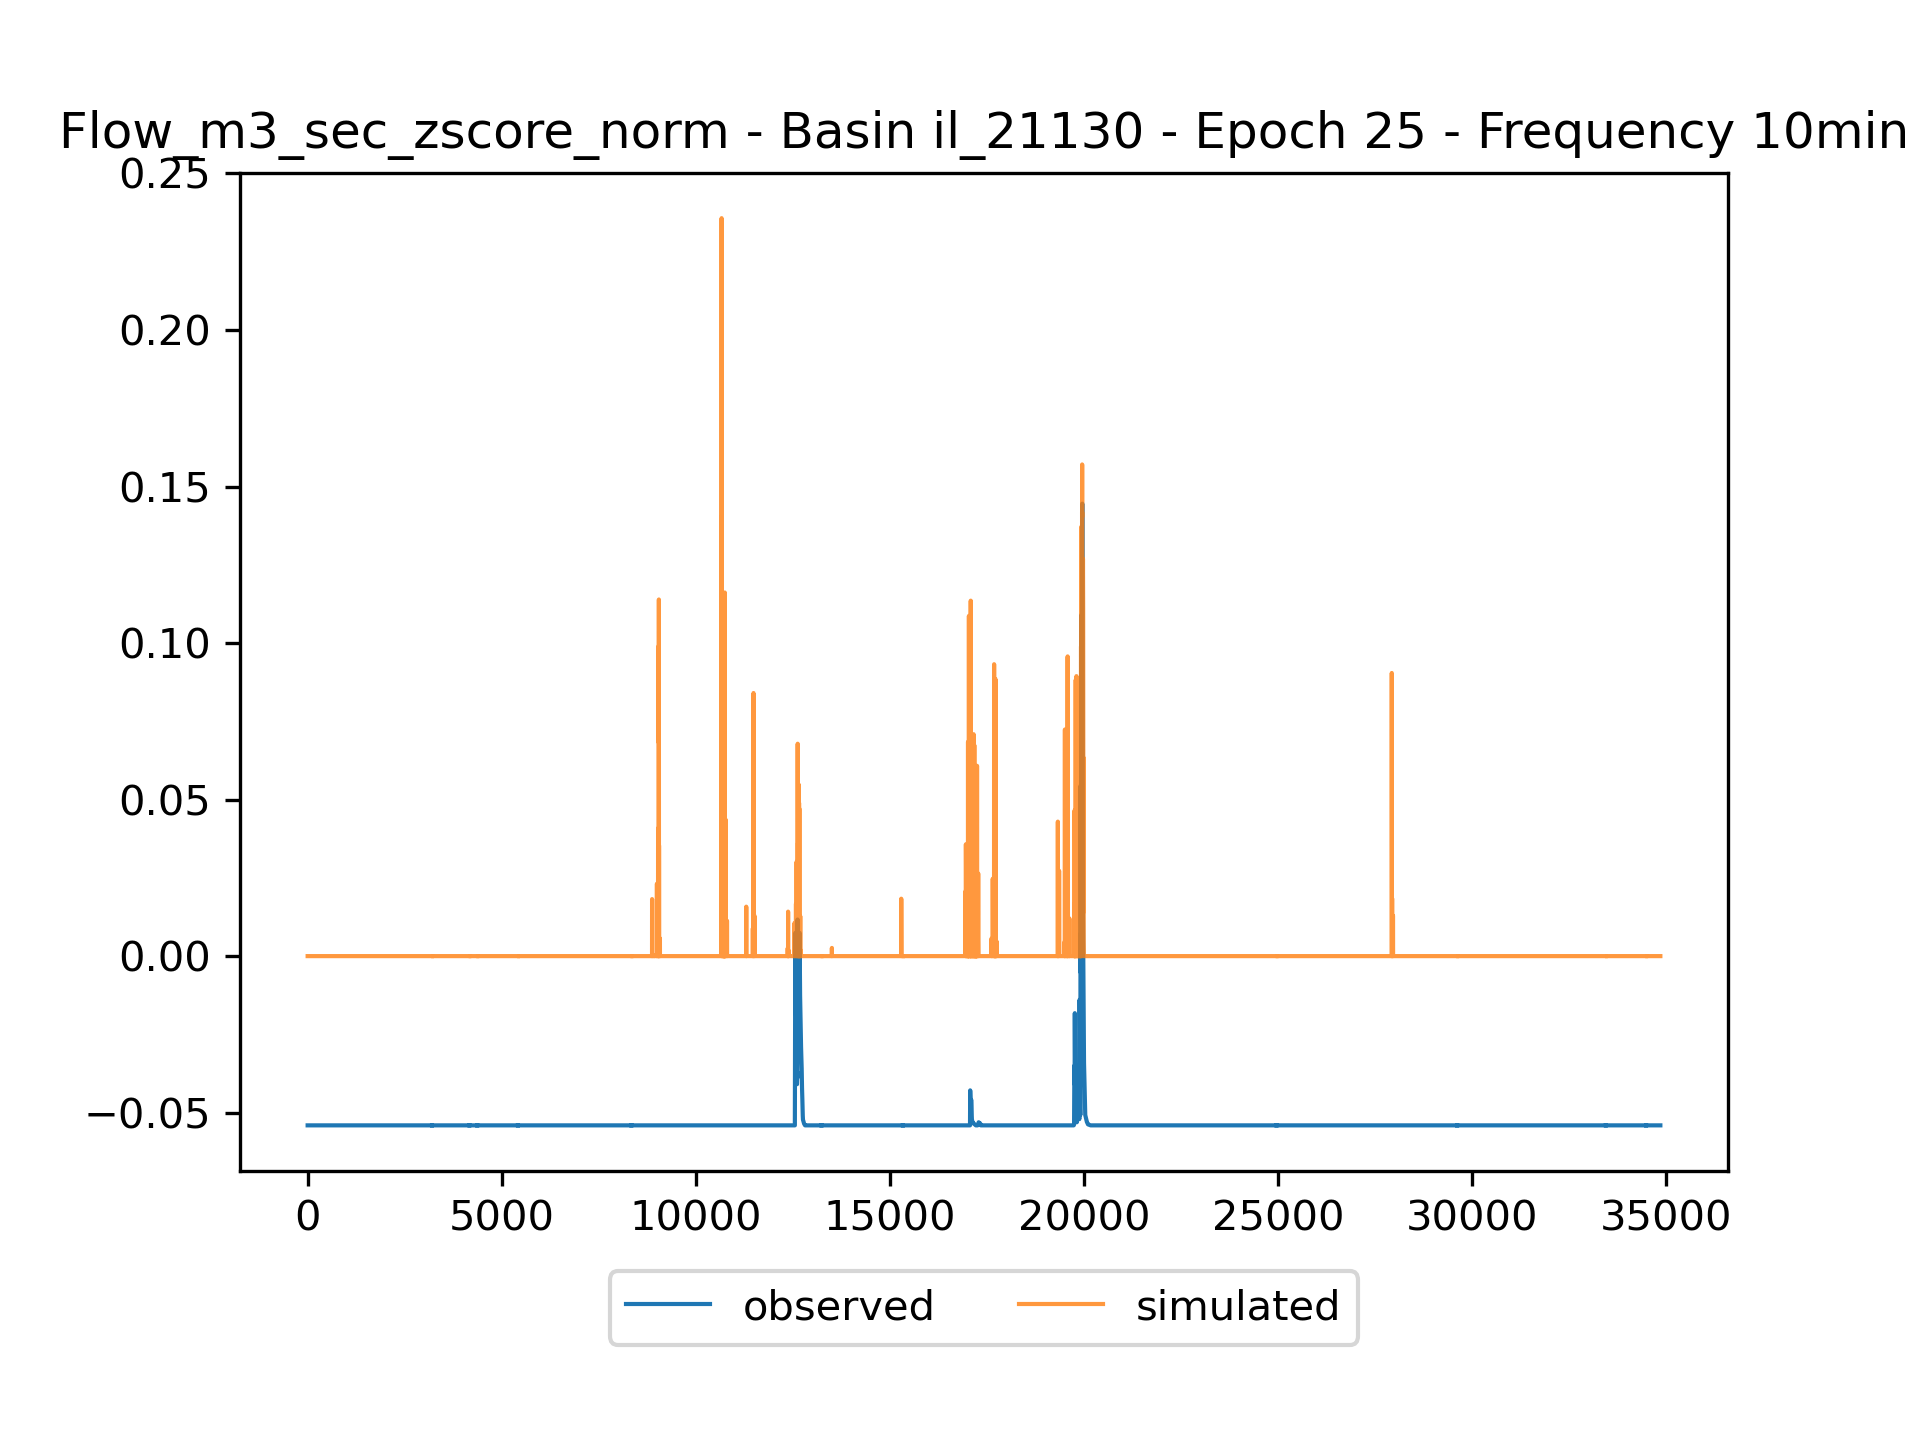 Flow_m3_sec_zscore_norm - Basin il_21130 - Epoch 25 - Frequency 10min
0.25
0.20
0.15
0.10
0.05
0.00
−0.05
0 5000 10000 15000 20000 25000 30000 35000
observed simulated